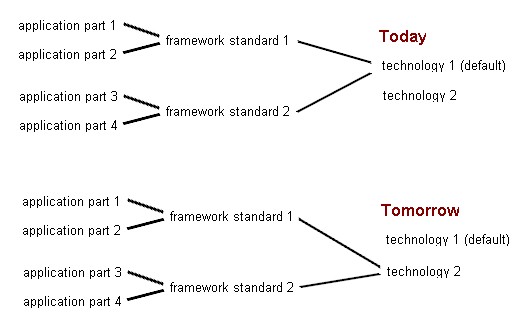 application part 1
application part 2
framework standard 1
application part 3
application part 4
framework standard 2
Today
technology 1 (default)
technology 2
application part 1
application part 2
framework standard 1
application part 3
application part 4
framework standard 2
Tomorrow
technology 1 (default)
technology 2